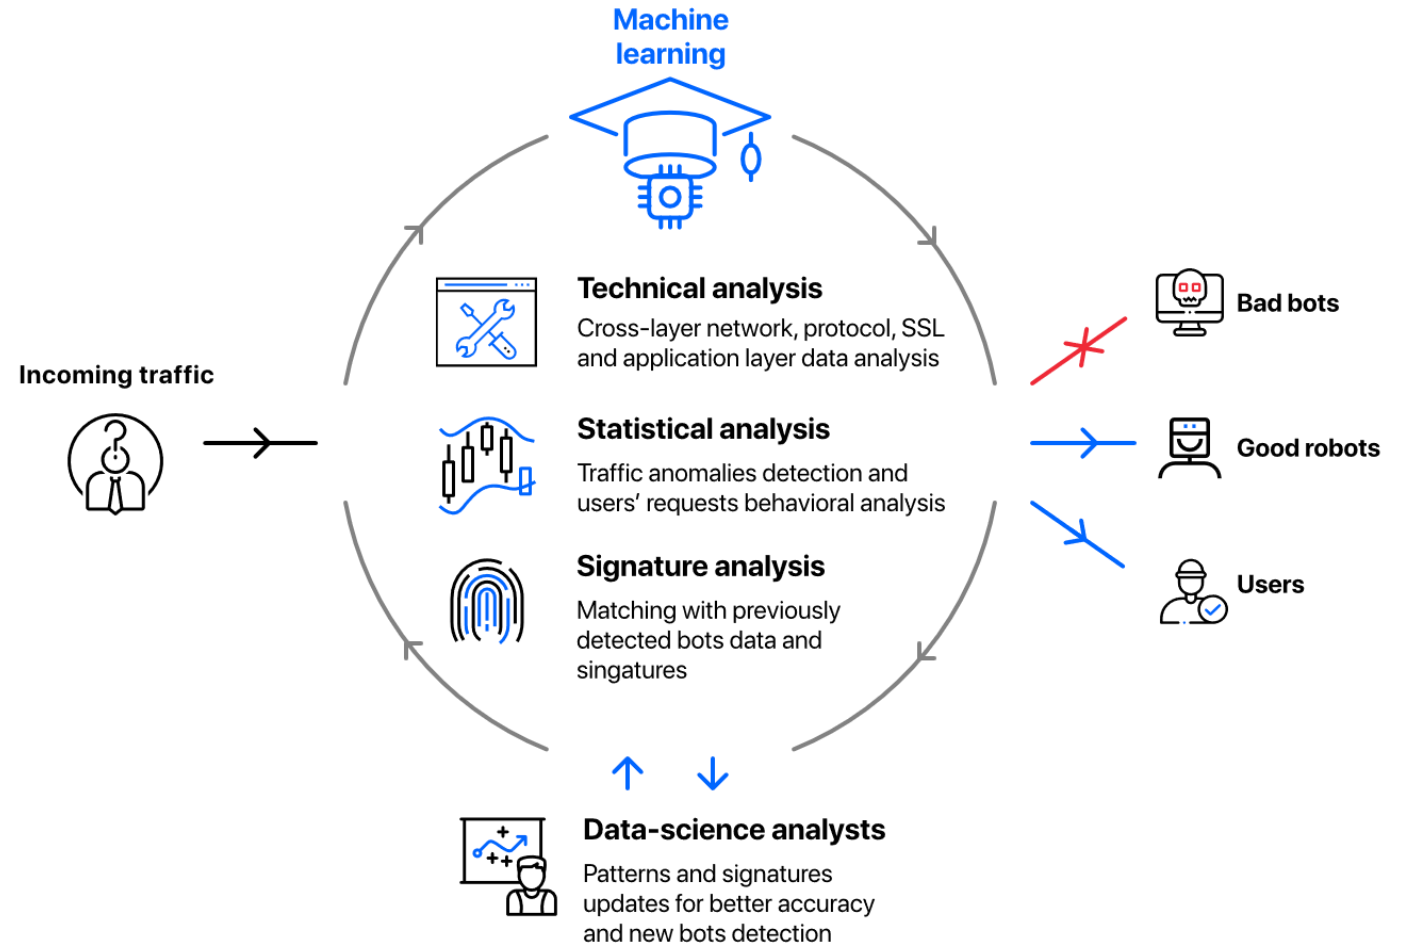 Machine
learning
Technical analysis
Cross-layer network, protocol, SSL
and application layer data analysis
Bad bots
Incoming traffic
Statistical analysis
Traffic anomalies detection and
users’ requests behavioral analysis
Good robots
Signature analysis
Matching with previously
detected bots data and
singatures
Users
Data-science analysts
Patterns and signatures
updates for better accuracy
and new bots detection